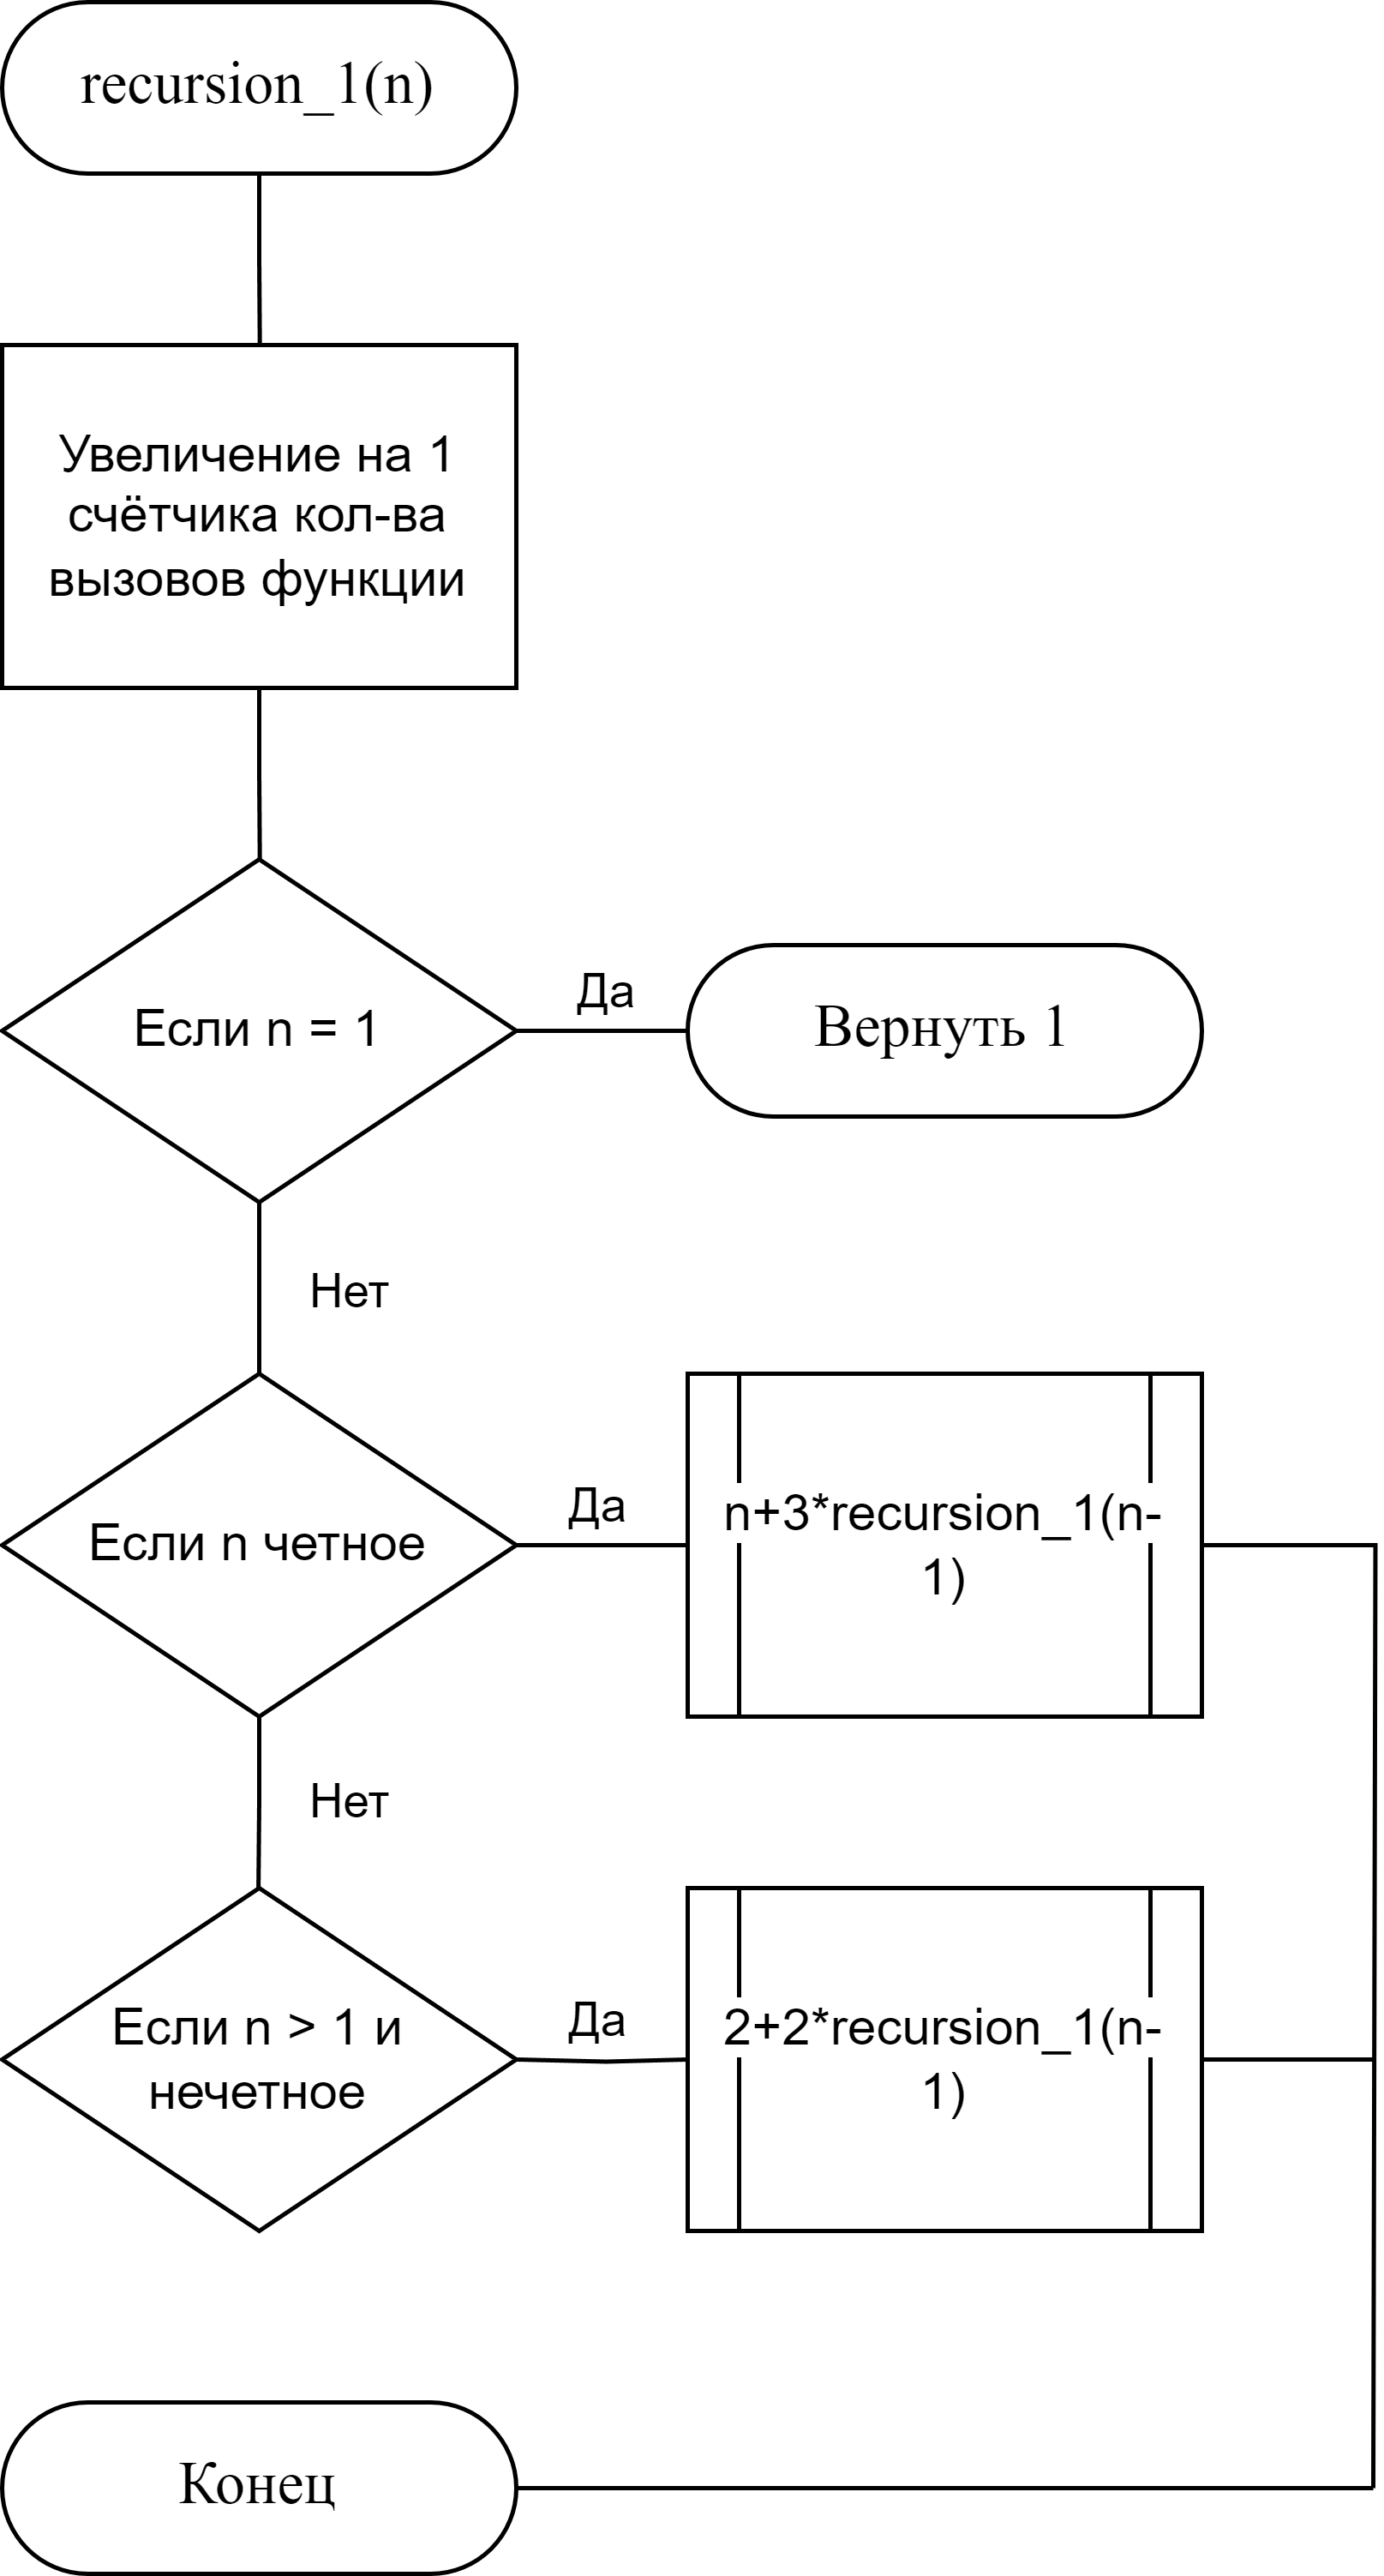 recursion_1(n)
Увеличение на 1
счётчика кол-ва
вызовов функции
Если n = 1
Да
Вернуть 1
Нет
Если n четное
Да
n+3*recursion_1(n-
1)
Нет
Если n > 1 и
нечетное
Да
2+2*recursion_1(n-
1)
Конец